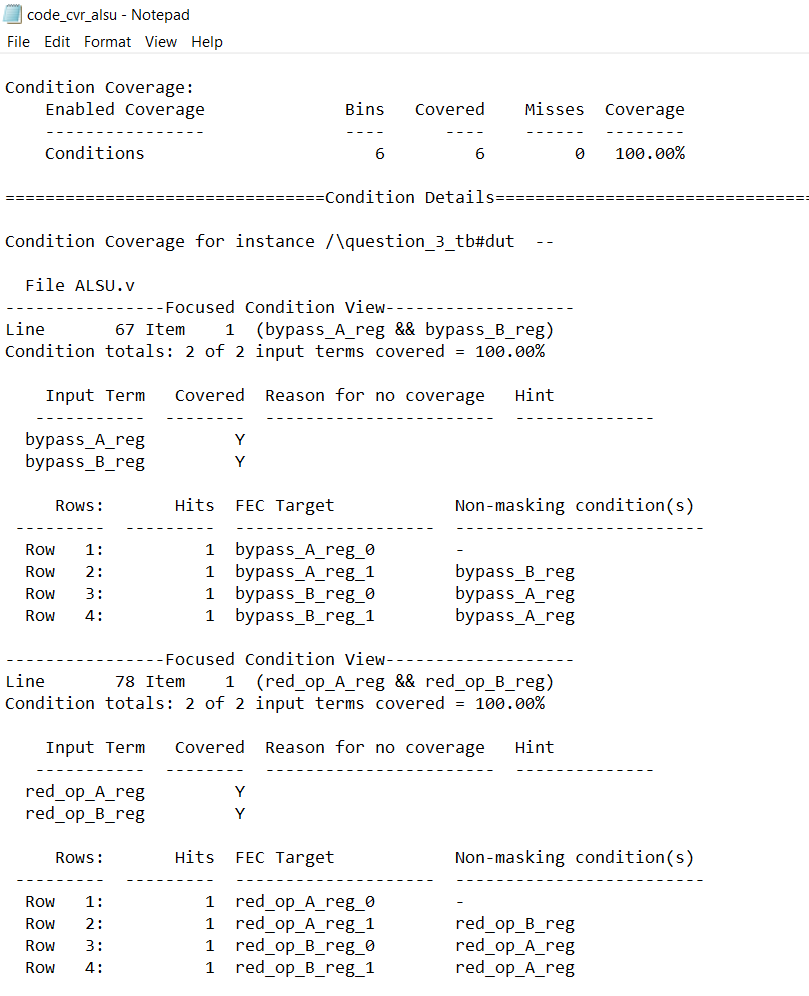 code_cvr_alsu - Notepad
File Edit Format View Help
Condition Coverage:
    Enabled Coverage              Bins   Covered    Misses  Coverage
    ----------------              ----      ----    ------  --------
    Conditions                       6         6         0   100.00%
================================Condition Details================================
Condition Coverage for instance /\question_3_tb#dut  --
  File ALSU.v
----------------Focused Condition View-------------------
Line       67 Item    1  (bypass_A_reg && bypass_B_reg)
Condition totals: 2 of 2 input terms covered = 100.00%
    Input Term   Covered  Reason for no coverage   Hint
   -----------  --------  -----------------------  --------------
  bypass_A_reg         Y
  bypass_B_reg         Y
     Rows:       Hits  FEC Target            Non-masking condition(s)
 ---------  ---------  --------------------  -------------------------
  Row   1:          1  bypass_A_reg_0        -
  Row   2:          1  bypass_A_reg_1        bypass_B_reg
  Row   3:          1  bypass_B_reg_0        bypass_A_reg
  Row   4:          1  bypass_B_reg_1        bypass_A_reg
----------------Focused Condition View-------------------
Line       78 Item    1  (red_op_A_reg && red_op_B_reg)
Condition totals: 2 of 2 input terms covered = 100.00%
    Input Term   Covered  Reason for no coverage   Hint
   -----------  --------  -----------------------  --------------
  red_op_A_reg         Y
  red_op_B_reg         Y
     Rows:       Hits  FEC Target            Non-masking condition(s)
 ---------  ---------  --------------------  -------------------------
  Row   1:          1  red_op_A_reg_0        -
  Row   2:          1  red_op_A_reg_1        red_op_B_reg
  Row   3:          1  red_op_B_reg_0        red_op_A_reg
  Row   4:          1  red_op_B_reg_1        red_op_A_reg